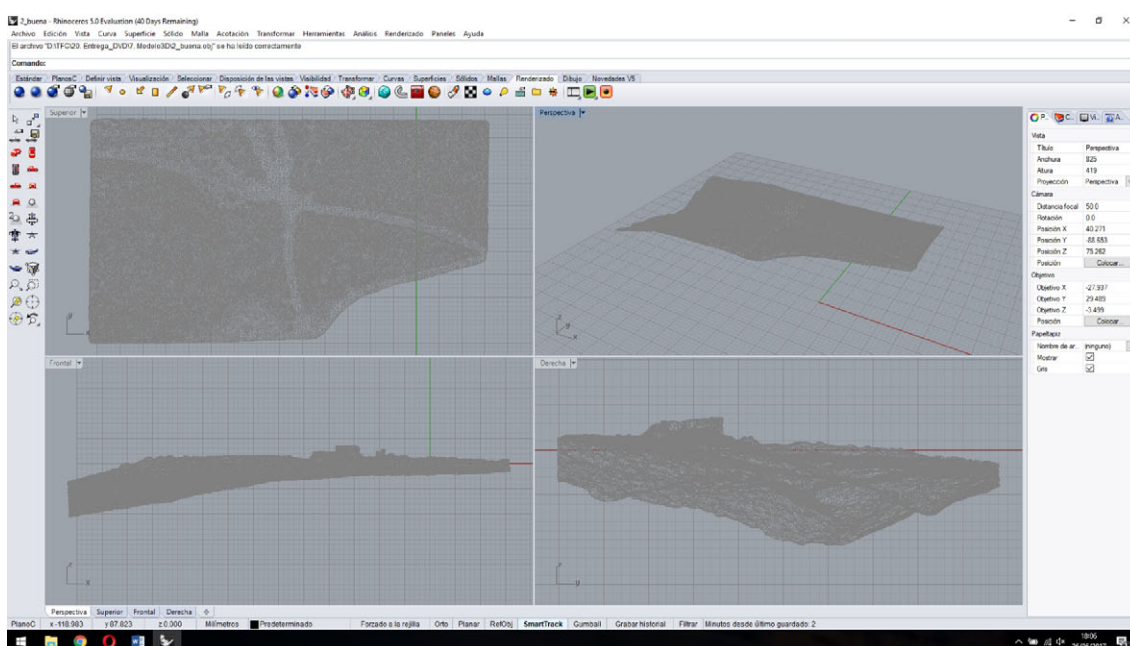 2_buena - Rhinoceros 5.0 Evaluation (40 Days Remaining)
Archivo Edición Vista Curva Superficie Sólido Malla Acotación Transformar Herramientas Análisis Renderizado Paneles Ayuda
El archivo "D:\TFC\20. Entrega_DVD\7. Modelo3D\2_buena.obj" se ha leído correctamente
Comando:
Estándar PlanosC Definir vista Visualización Seleccionar Disposición de las vistas Visibilidad Transformar Curvas Superficies Sólidos Mallas Renderizado Dibujo Novedades V5
Superior
Perspectiva
P.. C.. Vi.. A..
Vista
Título Perspectiva
Anchura 825
Altura 419
Proyección Perspectiva
Cámara
Distancia focal 50.0
Rotación 0.0
Posición X 40.271
Posición Y -88.553
Posición Z 75.262
Posición Colocar...
Objetivo
Objetivo X -27.937
Objetivo Y 29.489
Objetivo Z -3.499
Posición Colocar...
Papeltapiz
Nombre de ar.. (ninguno)
Mostrar
Gris
y
z y x
Frontal
Derecha
z x
z y
Perspectiva Superior Frontal Derecha
PlanoC x -118.983 y 87.823 z 0.000 Milímetros Predeterminado Forzado a la rejilla Orto Planar RefObj SmartTrack Gumball Grabar historial Filtrar Minutos desde último guardado: 2
18:06